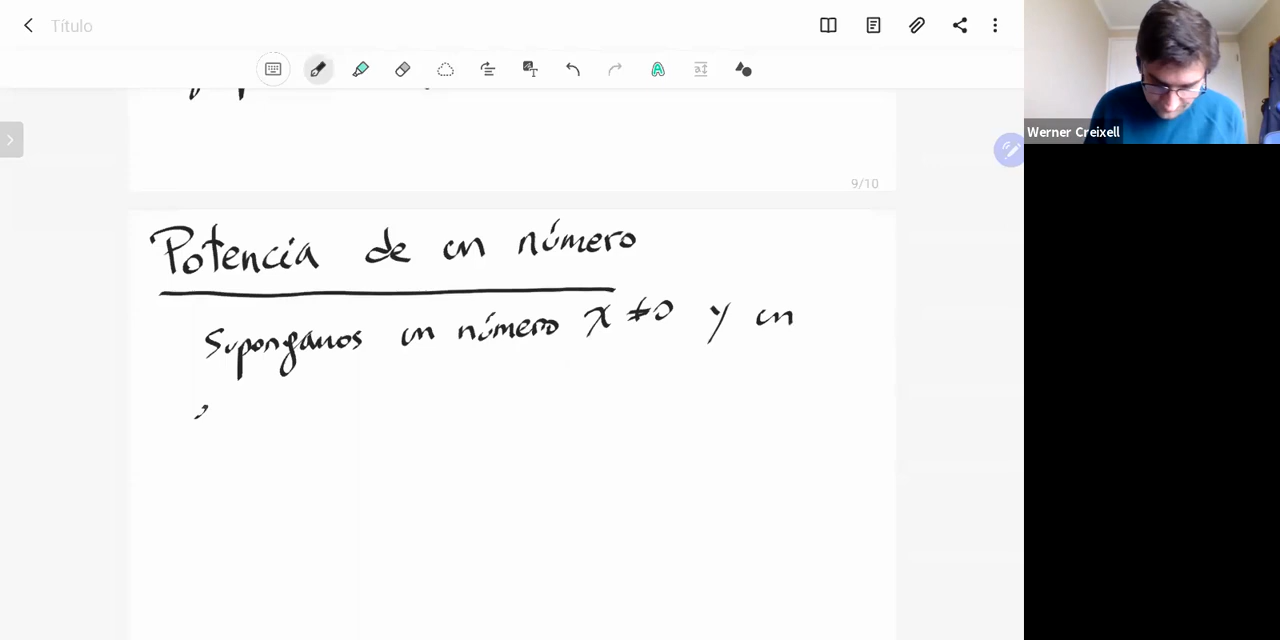 Título
Werner Creixell
9/10
Potencia de un número
Supongamos un número x ≠ 0 y un